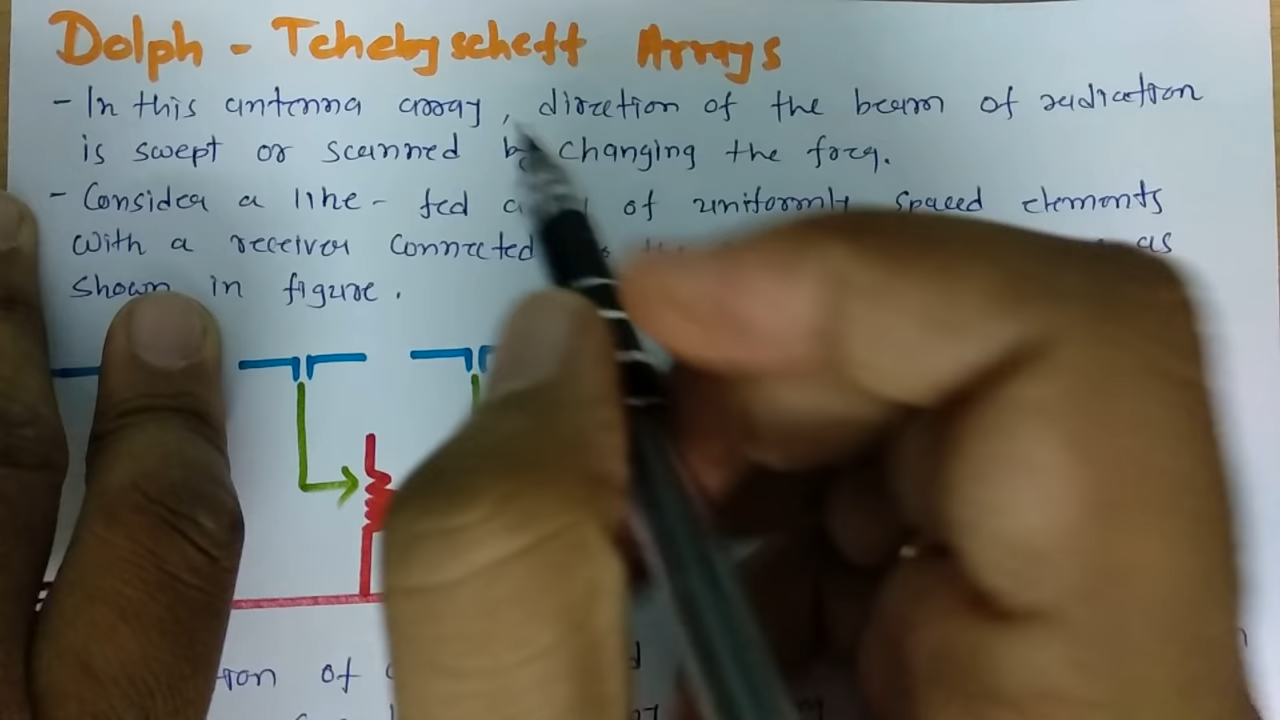 Dolph - Tchebyscheff Arrays
- In this antenna array, direction of the beam of radiation
is swept or scanned by changing the freq.
- Consider a line - fed of uniformly spaced elements
with a receiver connected as
shown in figure.
of